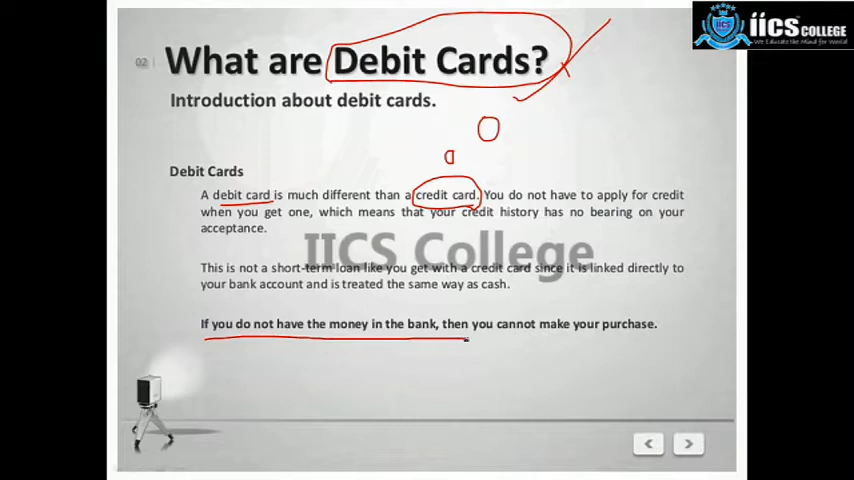 iics
COLLEGE
We Educate the Mind for World
02
What are Debit Cards?
Introduction about debit cards.
Debit Cards
A debit card is much different than a credit card. You do not have to apply for credit
when you get one, which means that your credit history has no bearing on your
acceptance.
IICS College
This is not a short-term loan like you get with a credit card since it is linked directly to
your bank account and is treated the same way as cash.
If you do not have the money in the bank, then you cannot make your purchase.